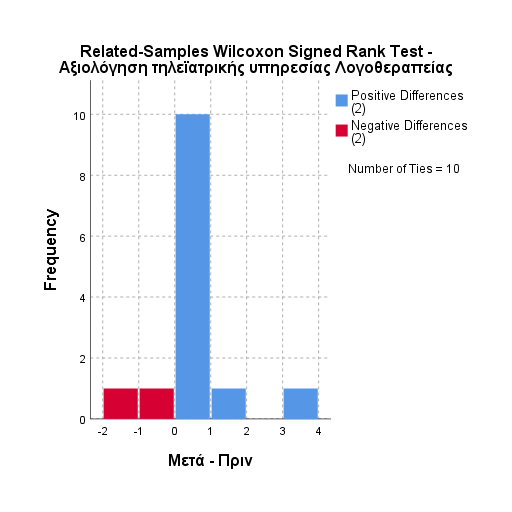 Related-Samples Wilcoxon Signed Rank Test -
Αξιολόγηση τηλεϊατρικής υπηρεσίας Λογοθεραπείας
Positive Differences
(2)
Negative Differences
(2)
Number of Ties = 10
Frequency
10
8
6
4
2
0
-2 -1 0 1 2 3 4
Μετά - Πριν